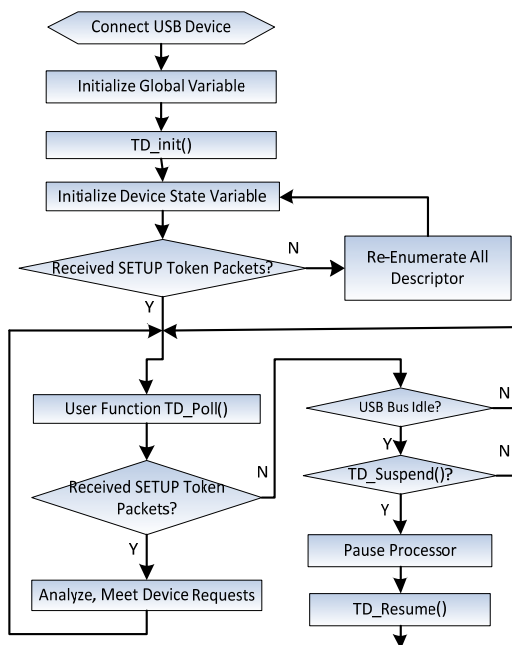 Connect USB Device
Initialize Global Variable
TD_init()
Initialize Device State Variable
Received SETUP Token Packets?
N
Re-Enumerate All
Descriptor
Y
User Function TD_Poll()
Received SETUP Token
Packets?
N
Y
Analyze, Meet Device Requests
USB Bus Idle?
N
Y
TD_Suspend()?
N
Y
Pause Processor
TD_Resume()